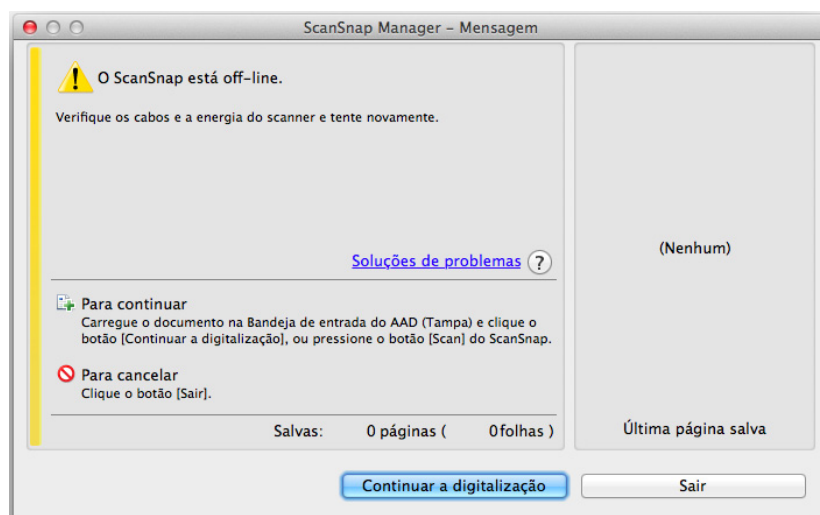 ScanSnap Manager – Mensagem
O ScanSnap está off-line.
Verifique os cabos e a energia do scanner e tente novamente.
Soluções de problemas ?
(Nenhum)
Para continuar
Carregue o documento na Bandeja de entrada do AAD (Tampa) e clique o
botão [Continuar a digitalização], ou pressione o botão [Scan] do ScanSnap.
Para cancelar
Clique o botão [Sair].
Salvas: 0 páginas ( 0folhas )
Última página salva
Continuar a digitalização
Sair